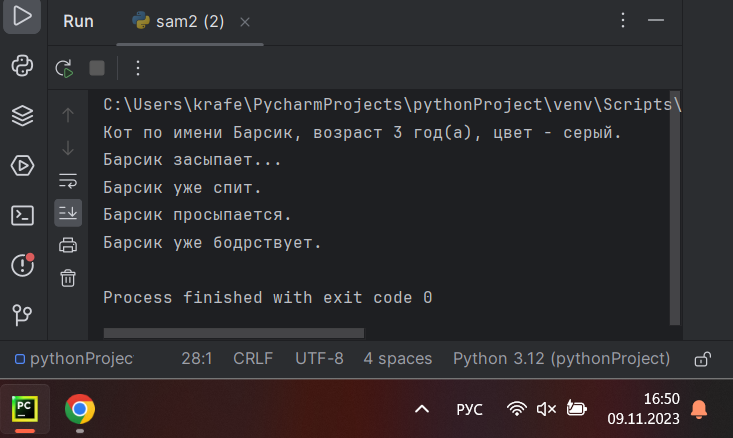 Run
sam2 (2)
C:\Users\krafe\PycharmProjects\pythonProject\venv\Scripts\
Кот по имени Барсик, возраст 3 год(а), цвет - серый.
Барсик засыпает...
Барсик уже спит.
Барсик просыпается.
Барсик уже бодрствует.
Process finished with exit code 0
pythonProjec 28:1 CRLF UTF-8 4 spaces Python 3.12 (pythonProject)
PC
РУС
16:50
09.11.2023